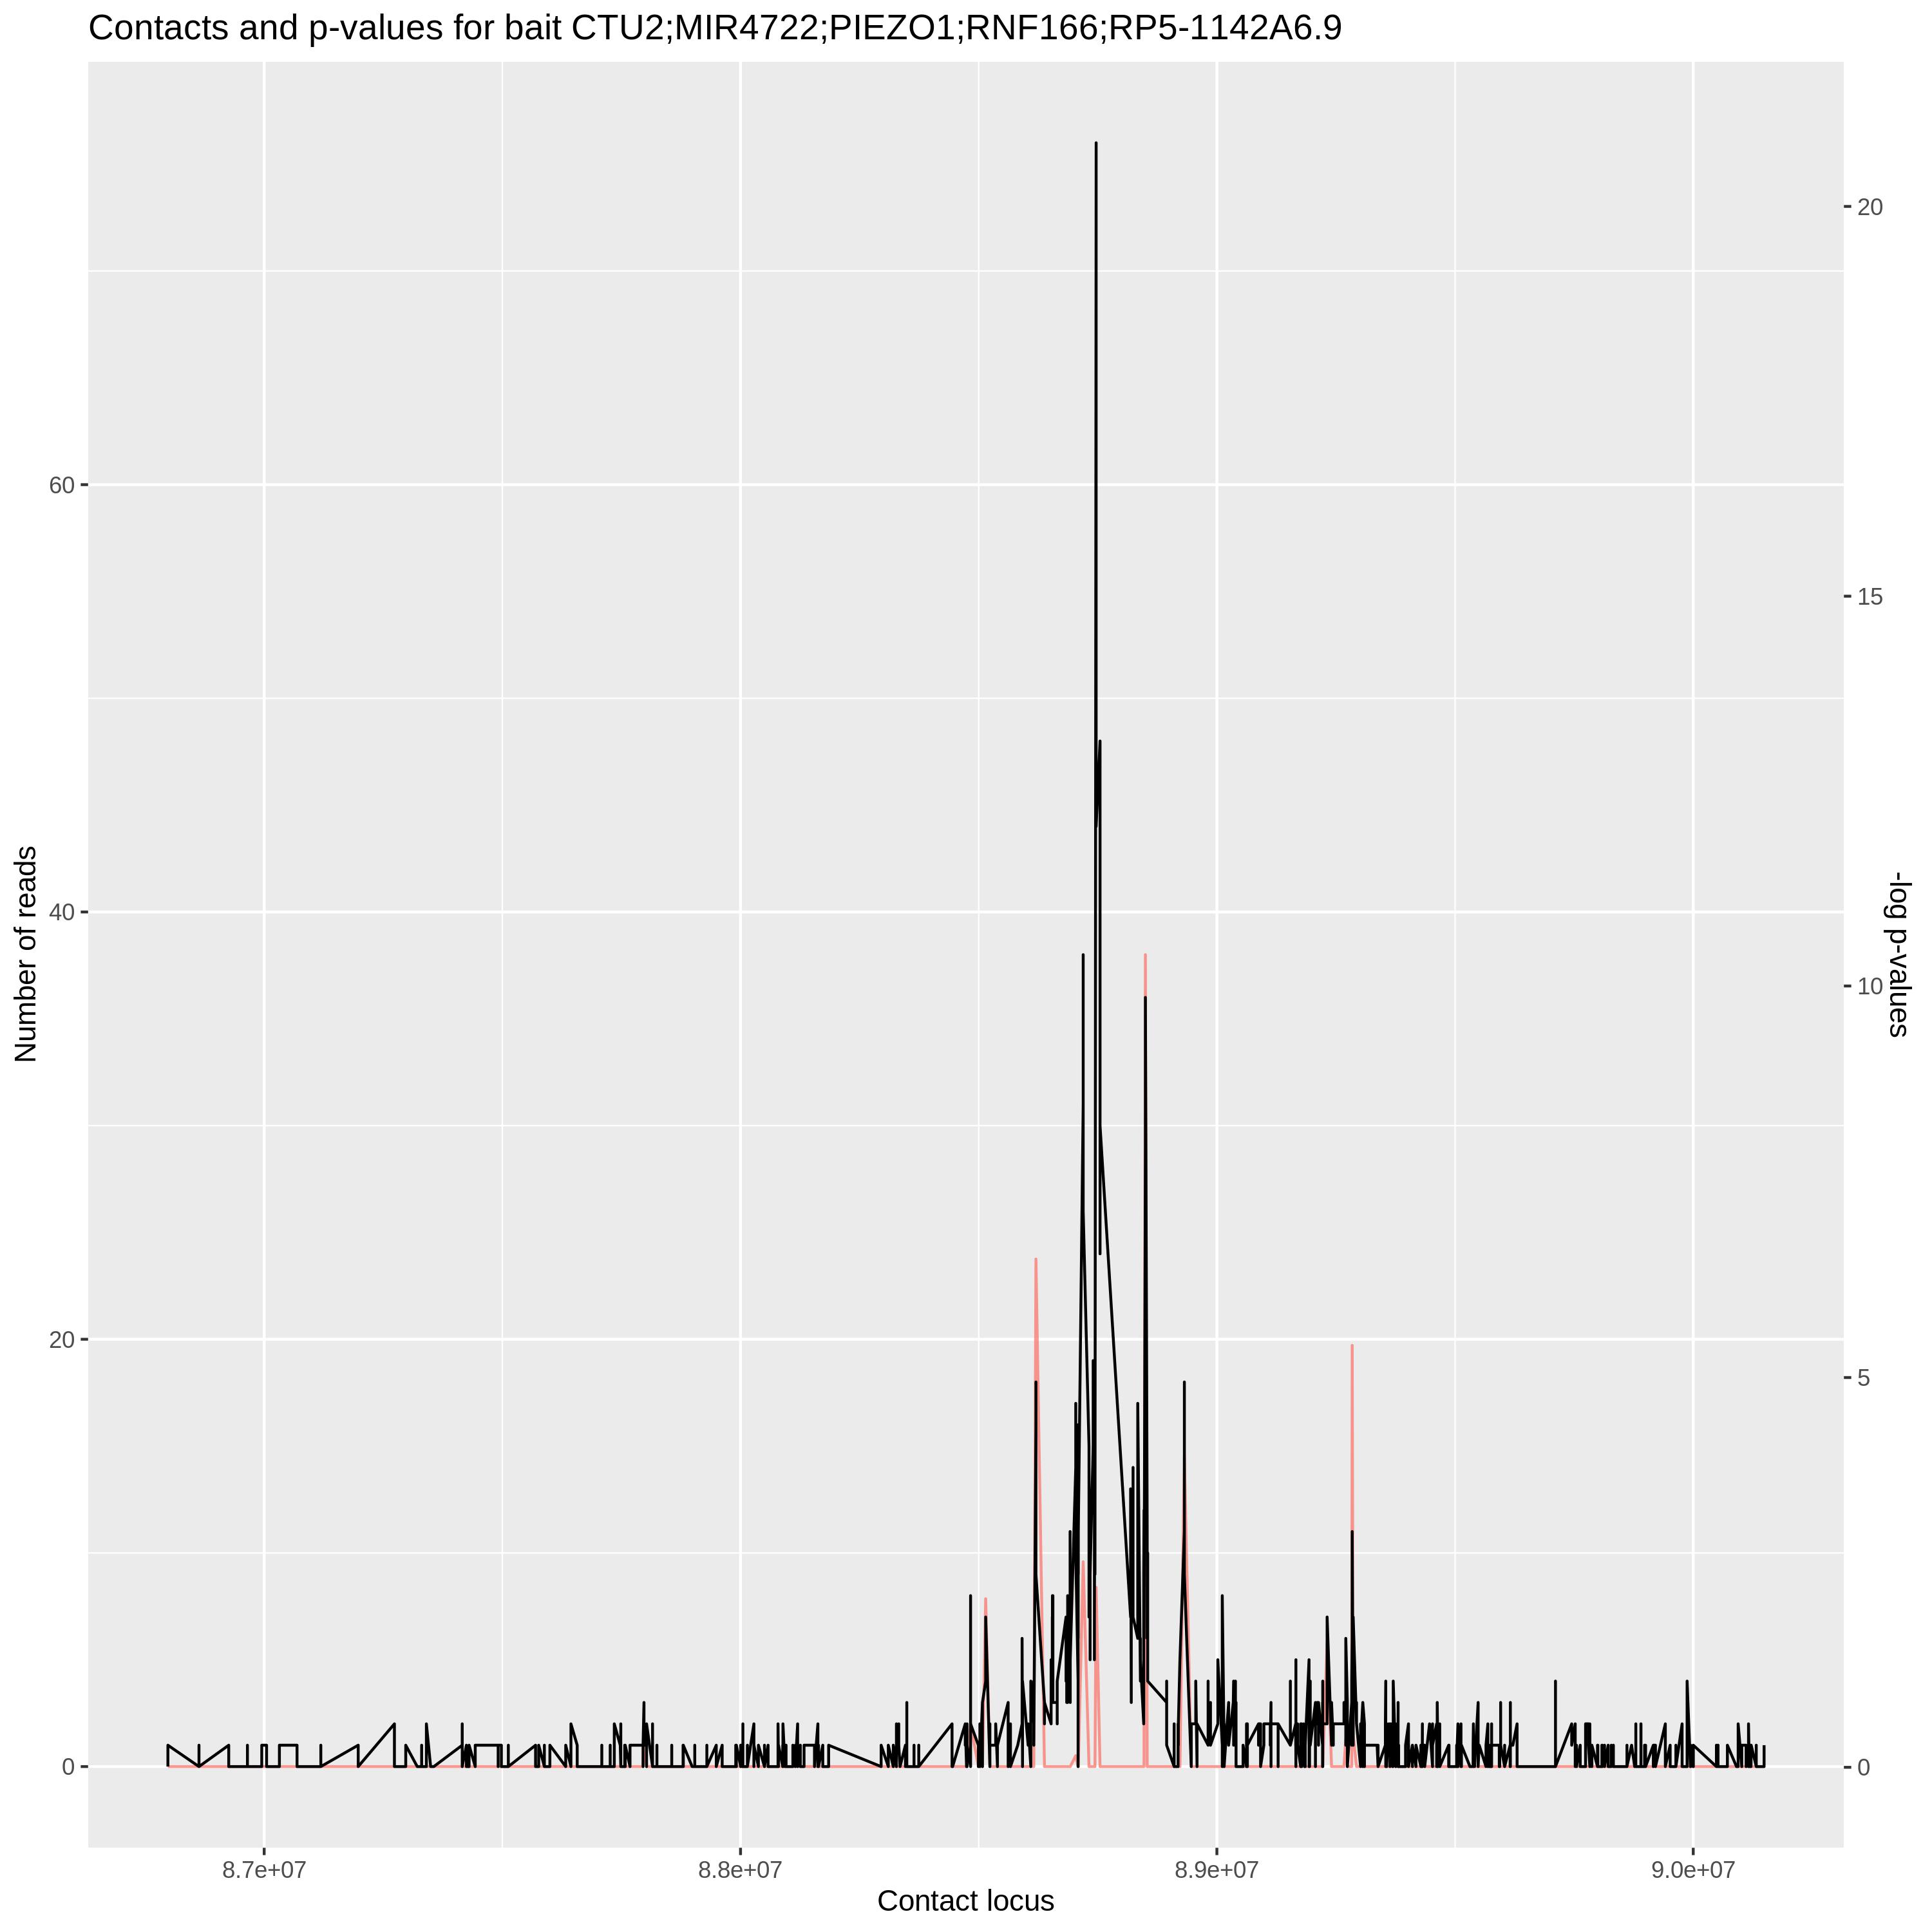 Contacts and p-values for bait CTU2;MIR4722;PIEZO1;RNF166;RP5-1142A6.9
Number of reads
60
40
20
0
20
15
10
5
0
-log p-values
8.7e+07 8.8e+07 8.9e+07 9.0e+07
Contact locus